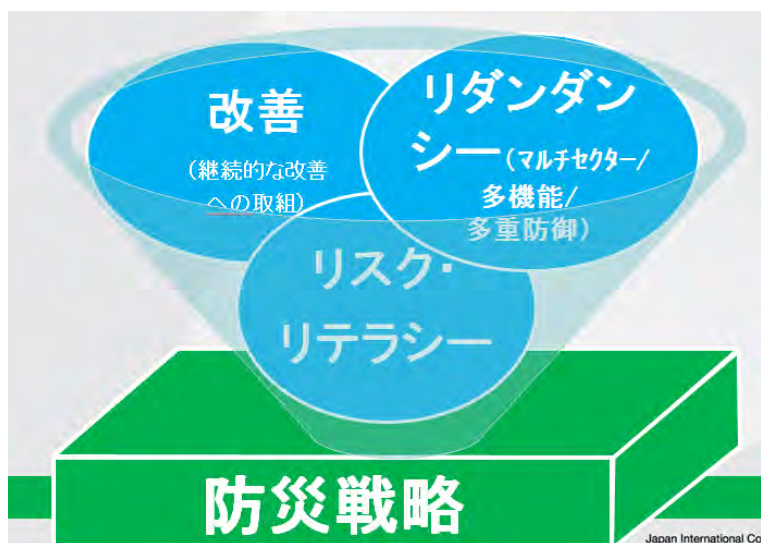 改善
(継続的な改善
への取組)
リダンダン
シー(マルチセクター/
多機能/
多重防御)
リスク・
リテラシー
防災戦略
Japan International Co